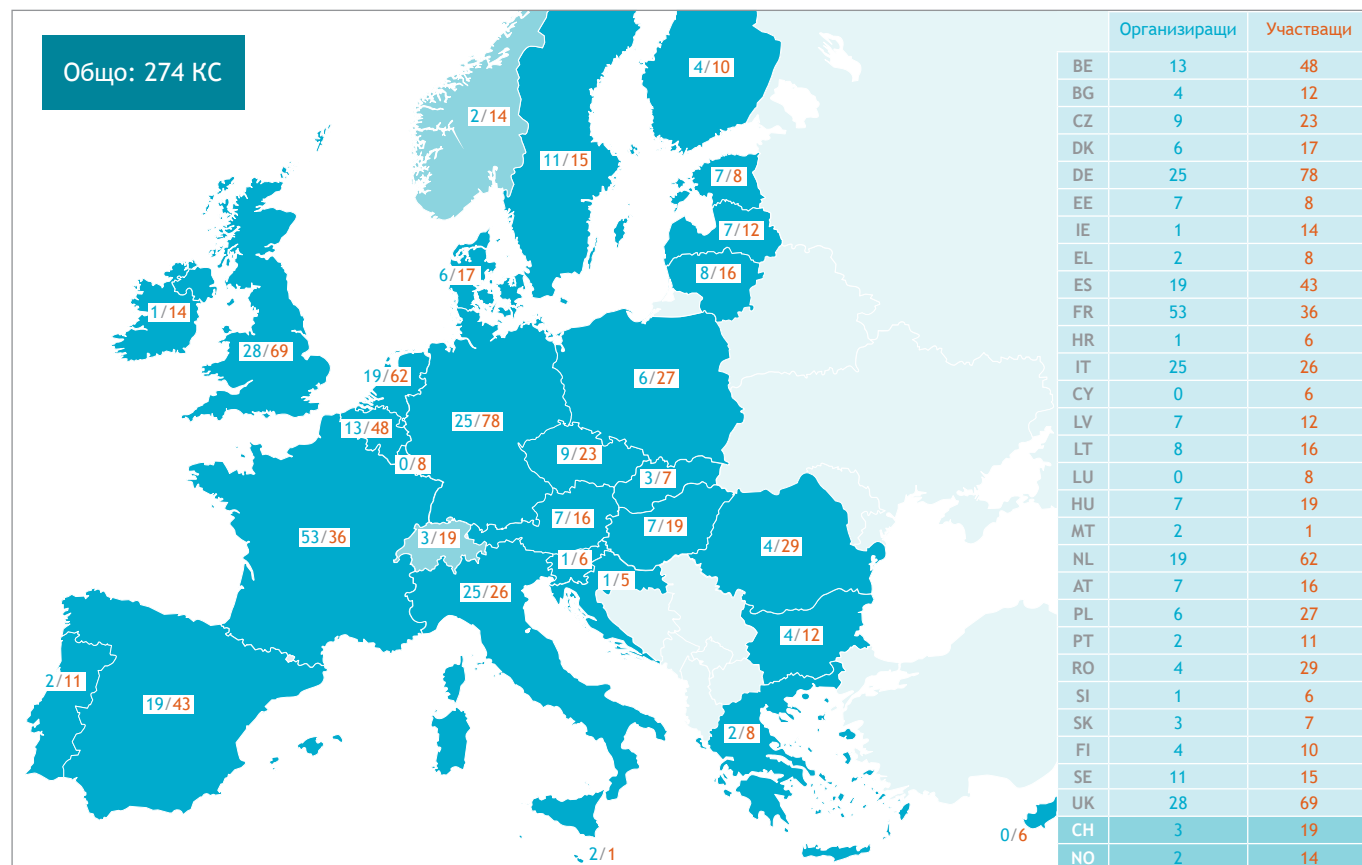 Общо: 274 КС
4/10
2/14
11/15
7/8
7/12
6/17
8/16
1/14
28/69
19/62
6/27
25/78
13/48
9/23
0/8
3/7
7/16
7/19
53/36
3/19
4/29
1/6
1/5
25/26
4/12
2/11
19/43
2/8
0/6
2/1
Организиращи Участващи
BE 13 48
BG 4 12
CZ 9 23
DK 6 17
DE 25 78
EE 7 8
IE 1 14
EL 2 8
ES 19 43
FR 53 36
HR 1 6
IT 25 26
CY 0 6
LV 7 12
LT 8 16
LU 0 8
HU 7 19
MT 2 1
NL 19 62
AT 7 16
PL 6 27
PT 2 11
RO 4 29
SI 1 6
SK 3 7
FI 4 10
SE 11 15
UK 28 69
CH 3 19
NO 2 14